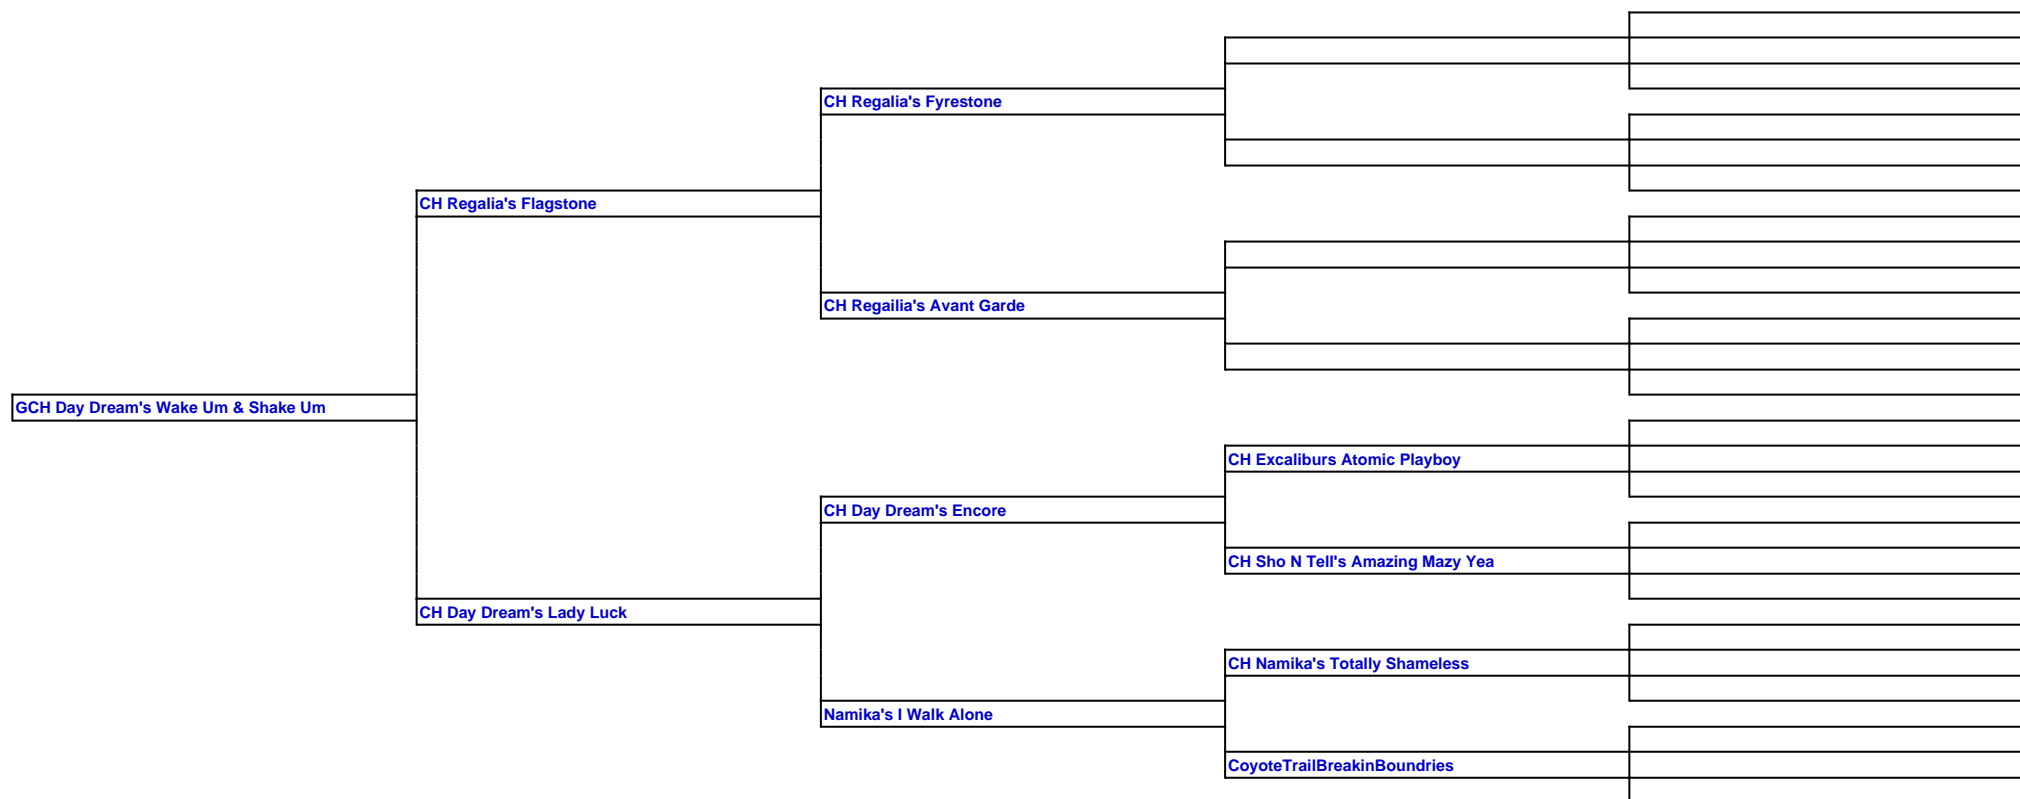 CH Regalia's Fyrestone
CH Regalia's Flagstone
CH Regailia's Avant Garde
GCH Day Dream's Wake Um & Shake Um
CH Excaliburs Atomic Playboy
CH Day Dream's Encore
CH Sho N Tell's Amazing Mazy Yea
CH Day Dream's Lady Luck
CH Namika's Totally Shameless
Namika's I Walk Alone
CoyoteTrailBreakinBoundries